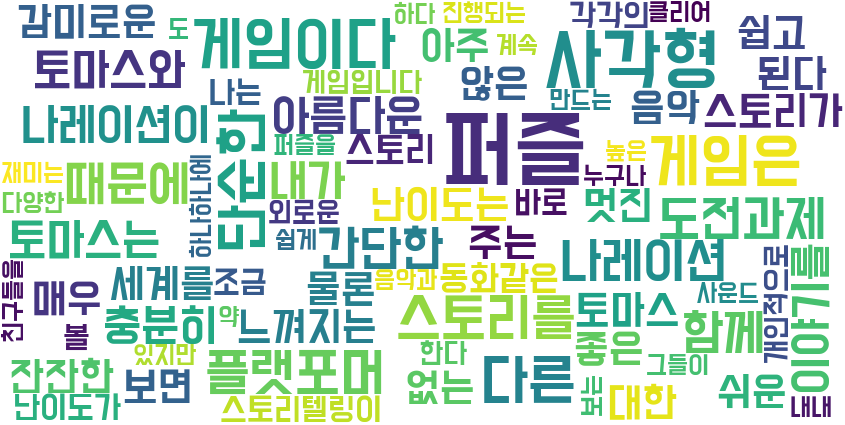 감미로운 도 게임이다 하다 진행되는 각각의 클리어
토마스와 아주 계속 사각형 쉽고
게임입니다 않은 만드는 음악 스토리가 된다
나레이션이 나는 아름다운
단순한 퍼즐을 스토리 퍼즐 높은 게임은
재미는 때문에 하나하나에 내가 누구나
다양한 외로운 난이도는 바로 멋진 도전과제
토마스는 쉽게 간단한 주는 나레이션
친구들을 매우 세계를 조금 물론 음악과 동화같은 사운드 개인적으로 이야기를
볼 충분히 약 느껴지는 스토리를 토마스 함께
잔잔한 있지만 플랫포머 한다 다른 좋은 그들이
난이도가 보면 스토리텔링이 없는 보는 대한 쉬운 내내